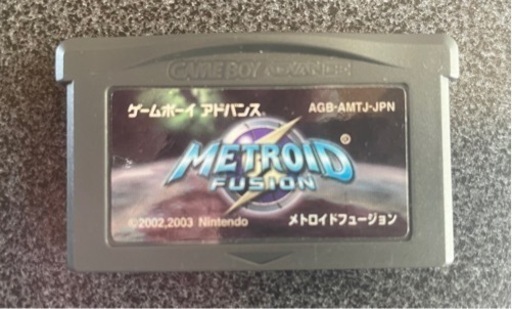 GAME BOY ADVANCE
ゲームボーイ アドバンス AGB-AMTJ-JPN
METROID®
FUSION
©2002,2003 Nintendo メトロイドフュージョン